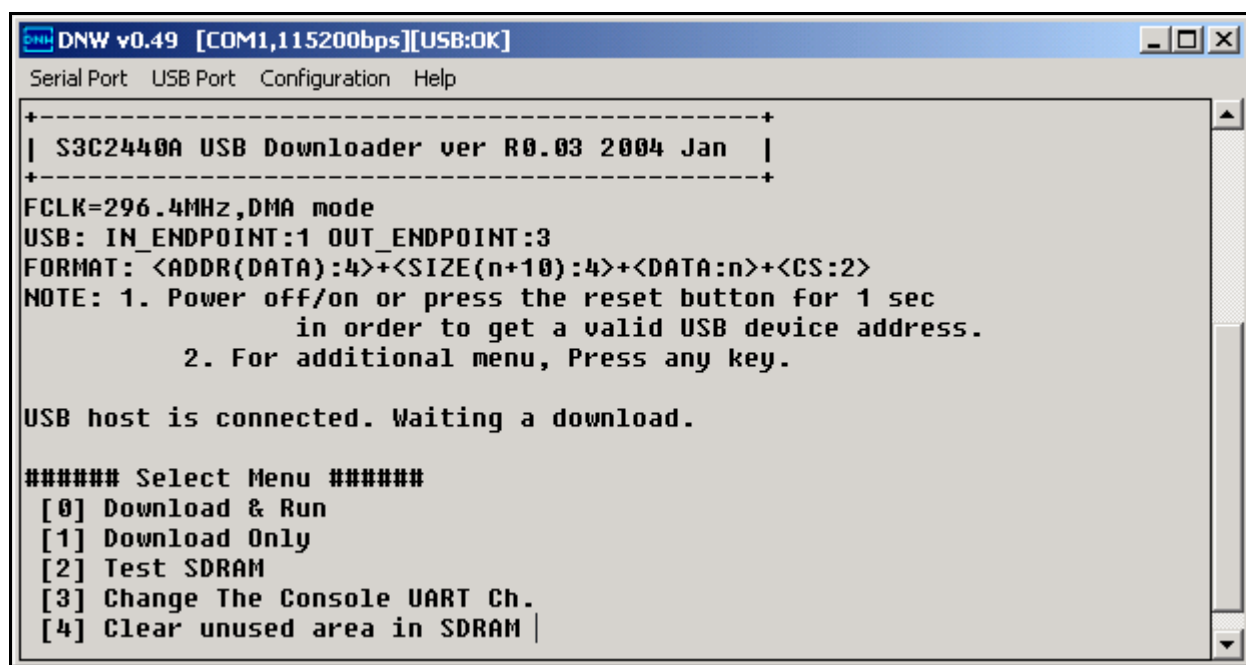 DNW v0.49 [COM1,115200bps][USB:OK]
Serial Port USB Port Configuration Help
+---------------------------------------------+
| S3C2440A USB Downloader ver R0.03 2004 Jan |
+---------------------------------------------+
FCLK=296.4MHz,DMA mode
USB: IN_ENDPOINT:1 OUT_ENDPOINT:3
FORMAT: <ADDR(DATA):4>+<SIZE(n+10):4>+<DATA:n>+<CS:2>
NOTE: 1. Power off/on or press the reset button for 1 sec
in order to get a valid USB device address.
2. For additional menu, Press any key.
USB host is connected. Waiting a download.
###### Select Menu ######
[0] Download & Run
[1] Download Only
[2] Test SDRAM
[3] Change The Console UART Ch.
[4] Clear unused area in SDRAM